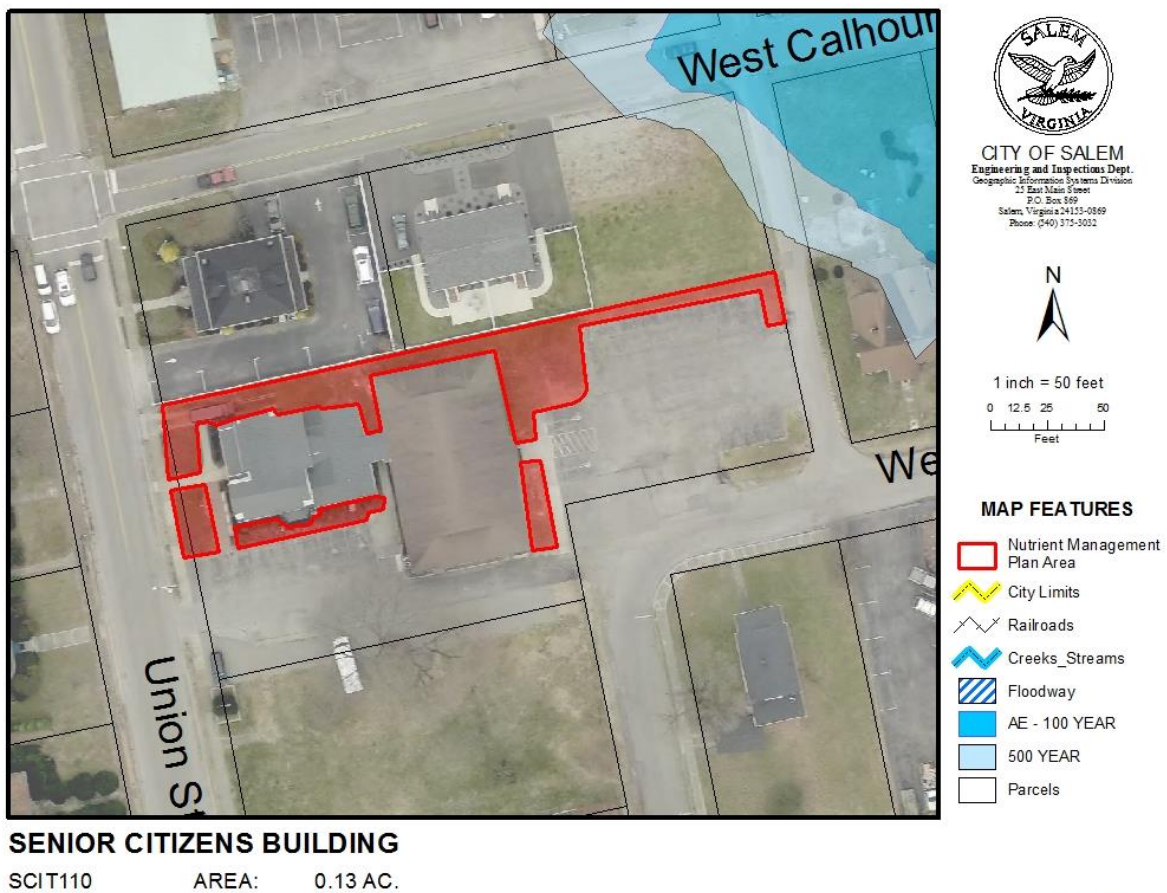 West Calhour
We
Union St
SALEM
VIRGINIA
CITY OF SALEM
Engineering and Inspections Dept.
Geographic Information Systems Division
25 East Main Street
P.O. Box 869
Salem, Virginia 24153-0869
Phone: (540) 375-3032
N
1 inch = 50 feet
0 12.5 25 50
Feet
MAP FEATURES
Nutrient Management
Plan Area
City Limits
Railroads
Creeks_Streams
Floodway
AE - 100 YEAR
500 YEAR
Parcels
SENIOR CITIZENS BUILDING
SCIT110 AREA: 0.13 AC.